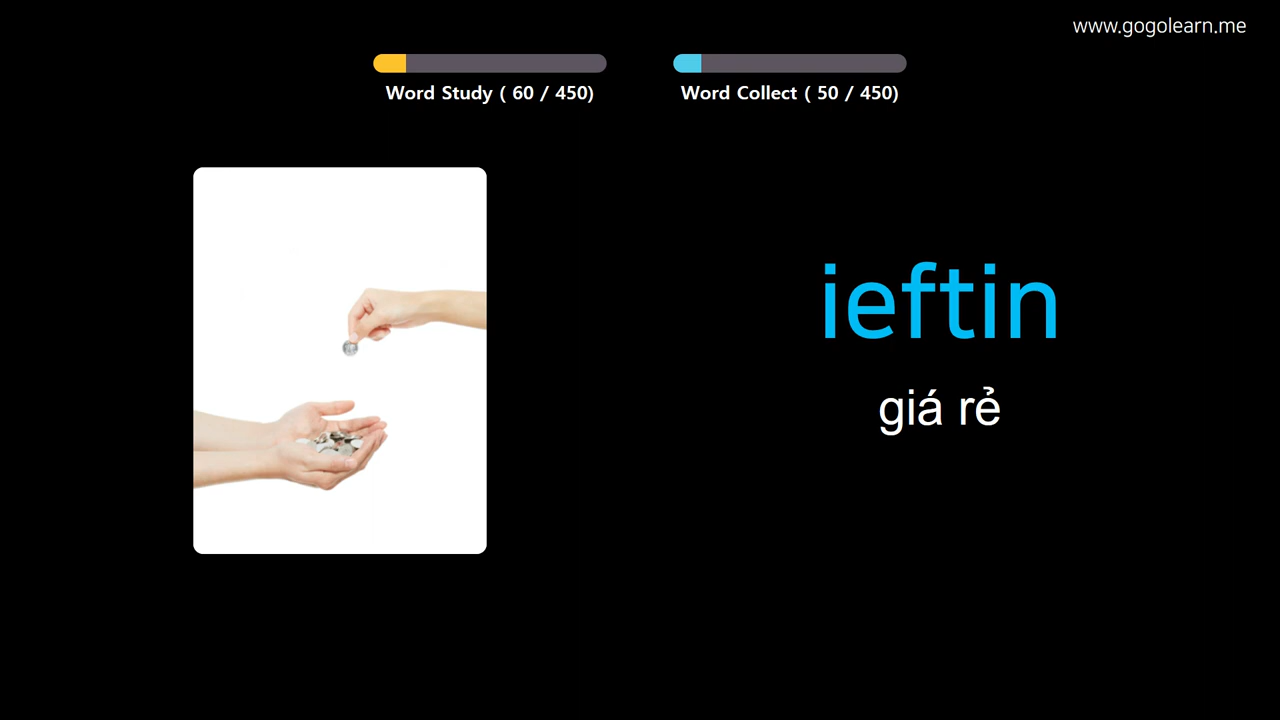 www.gogolearn.me
Word Study ( 60 / 450)
Word Collect ( 50 / 450)
ieftin
giá rẻ